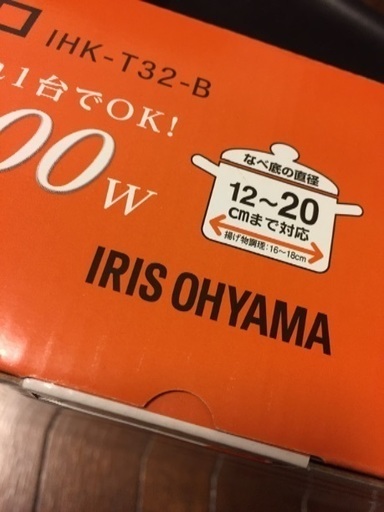 IHK-T32-B
1台でOK!
00W
なべ底の直径
12〜20
cmまで対応
揚げ物調理:16〜18cm
IRIS OHYAMA